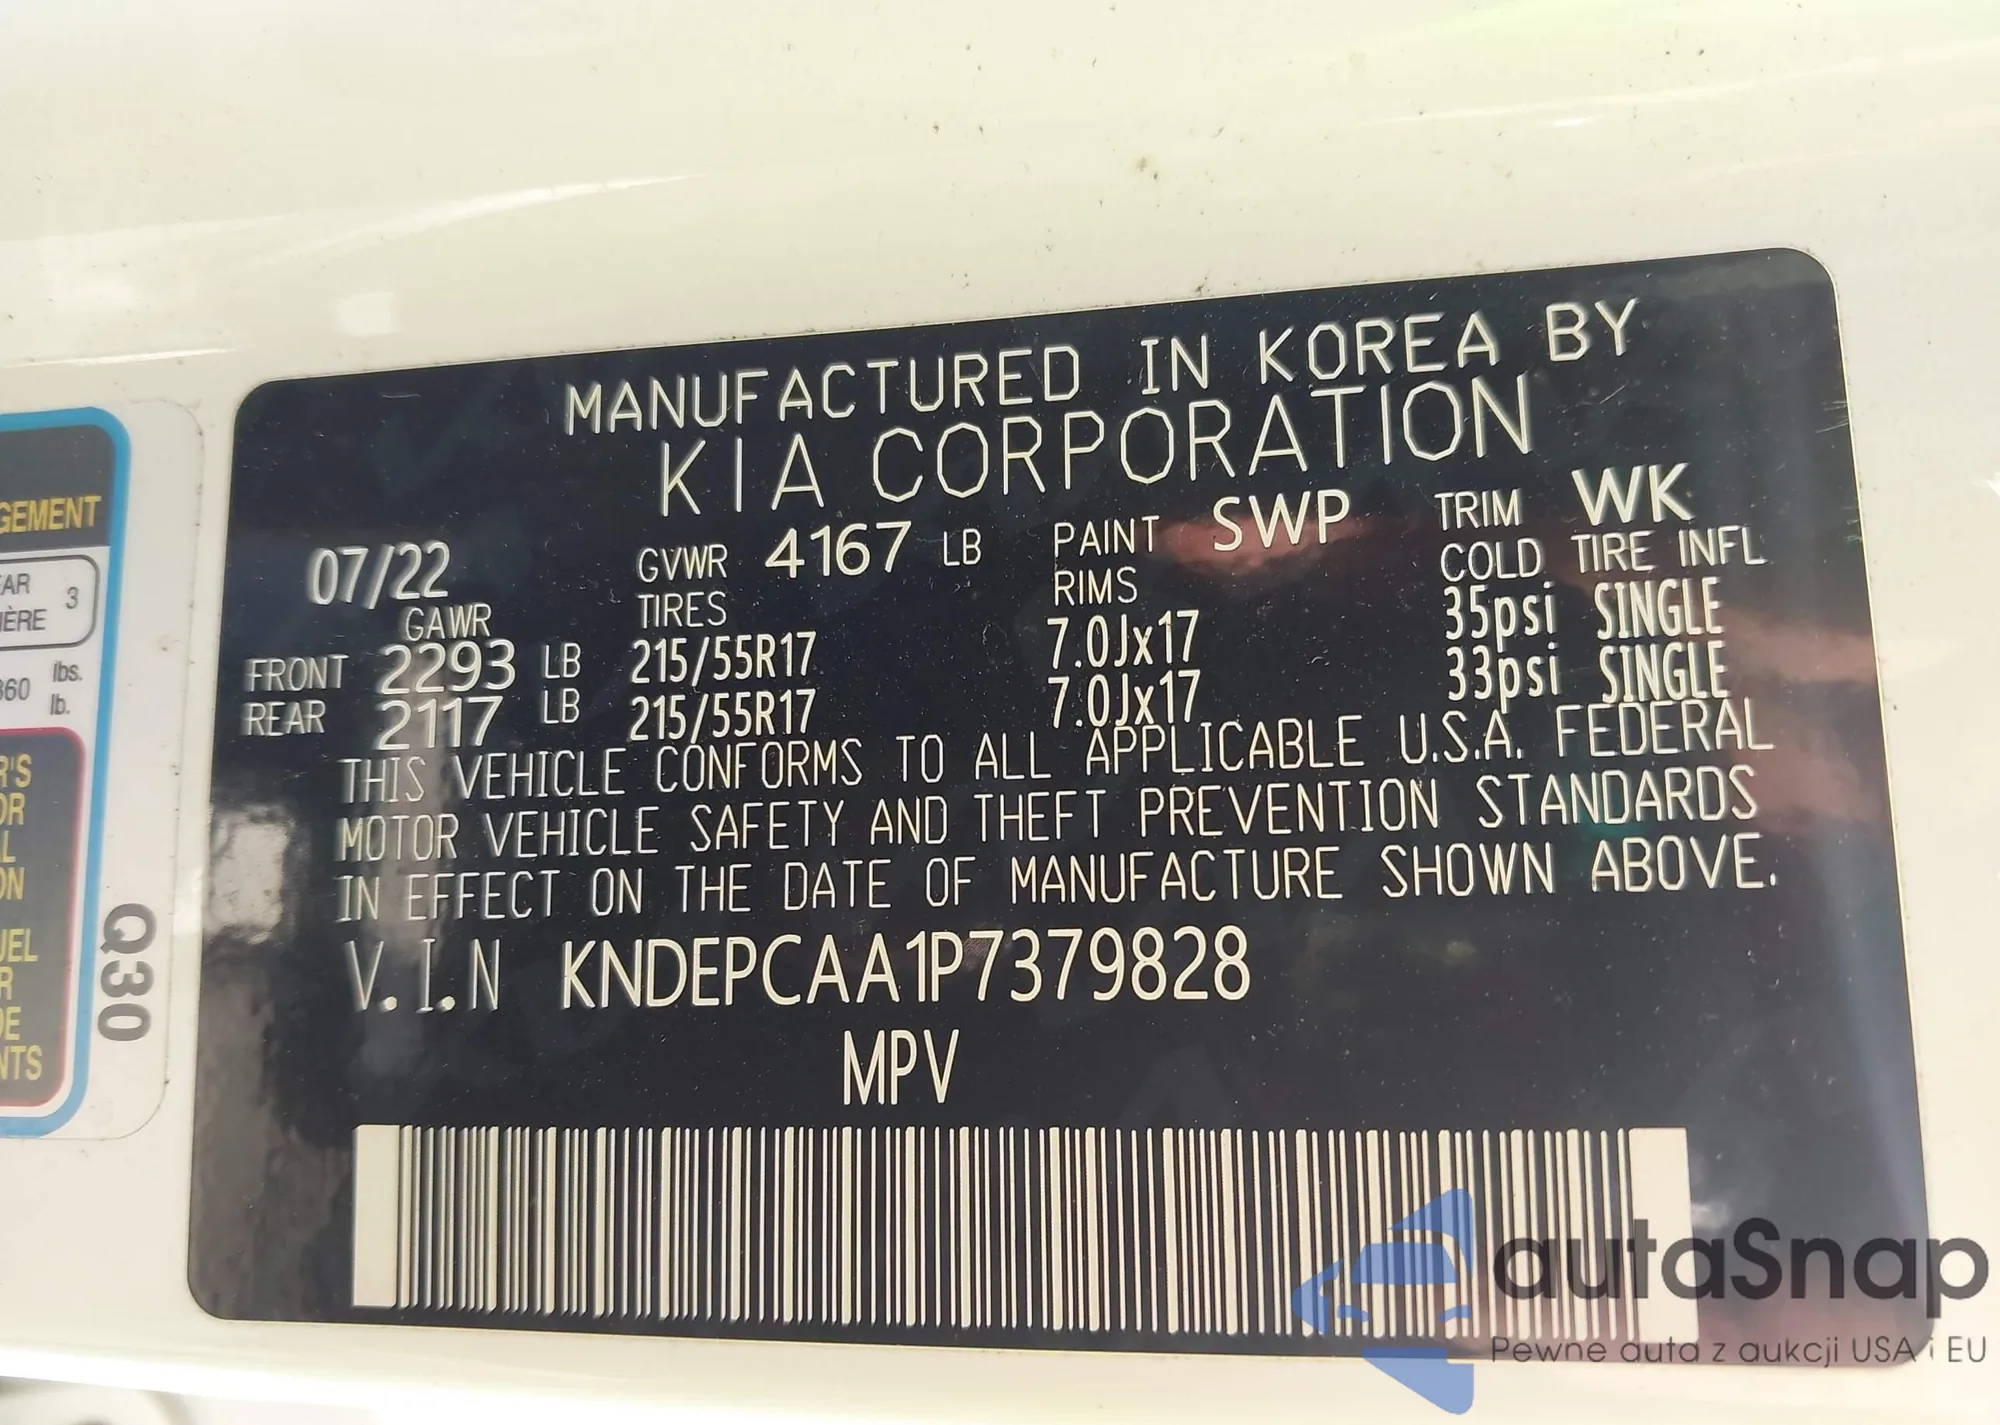 MANUFACTURED IN KOREA BY
KIA CORPORATION
07/22 GVWR 4167 LB PAINT SWP TRIM WK
GAWR TIRES RIMS COLD TIRE INFL
FRONT 2293 LB 215/55R17 7.0Jx17 35psi SINGLE
REAR 2117 LB 215/55R17 7.0Jx17 33psi SINGLE
THIS VEHICLE CONFORMS TO ALL APPLICABLE U.S.A. FEDERAL
MOTOR VEHICLE SAFETY AND THEFT PREVENTION STANDARDS
IN EFFECT ON THE DATE OF MANUFACTURE SHOWN ABOVE.
V.I.N KNDEPCAA1P7379828
MPV
3
lbs.
lb.
Q30
autaSnap
Pewne auta z aukcji USA i EU